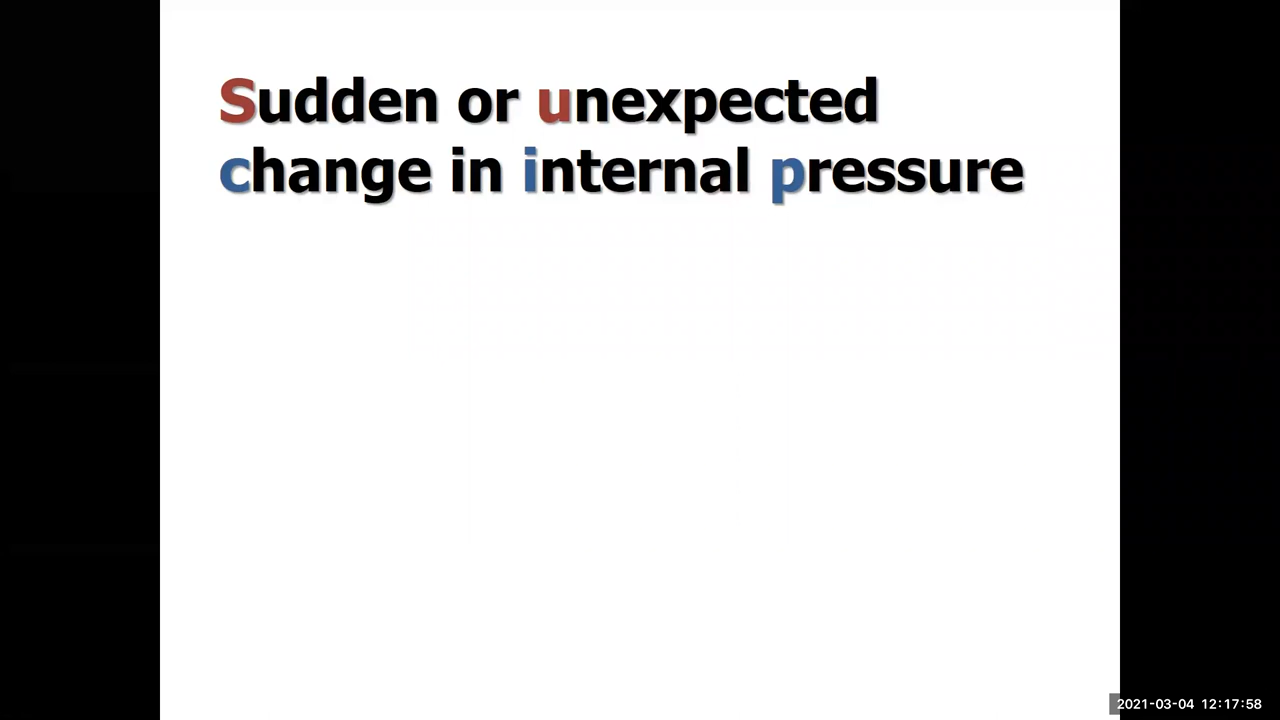 Sudden or unexpected
change in internal pressure
2021-03-04 12:17:58